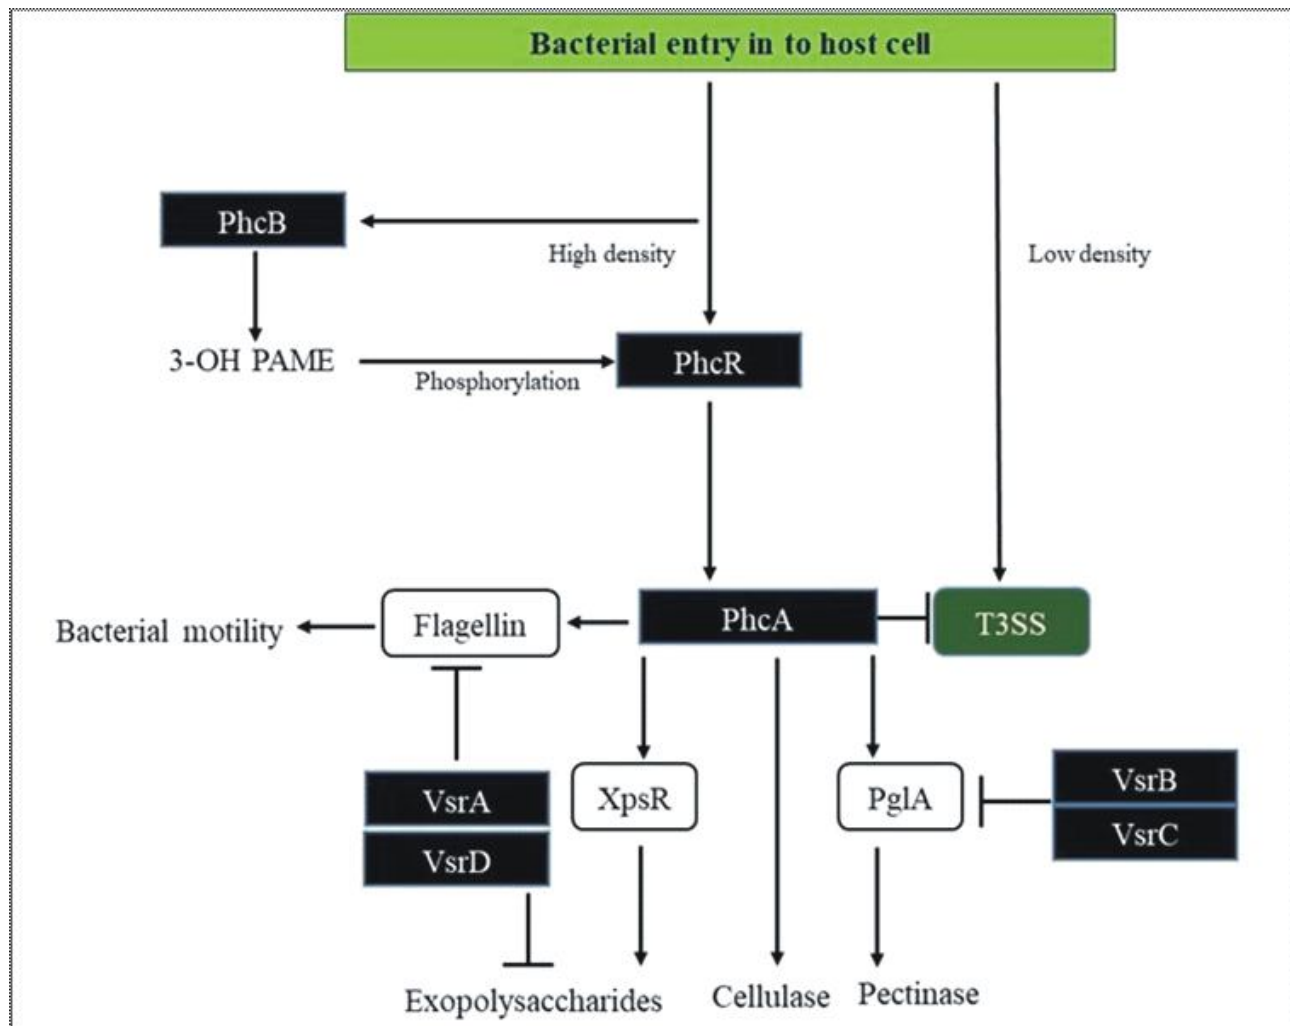 Bacterial entry in to host cell
PhcB
High density
Low density
3-OH PAME
Phosphorylation
PhcR
Bacterial motility
Flagellin
PhcA
T3SS
VsrA
VsrD
XpsR
PglA
VsrB
VsrC
Exopolysaccharides
Cellulase
Pectinase